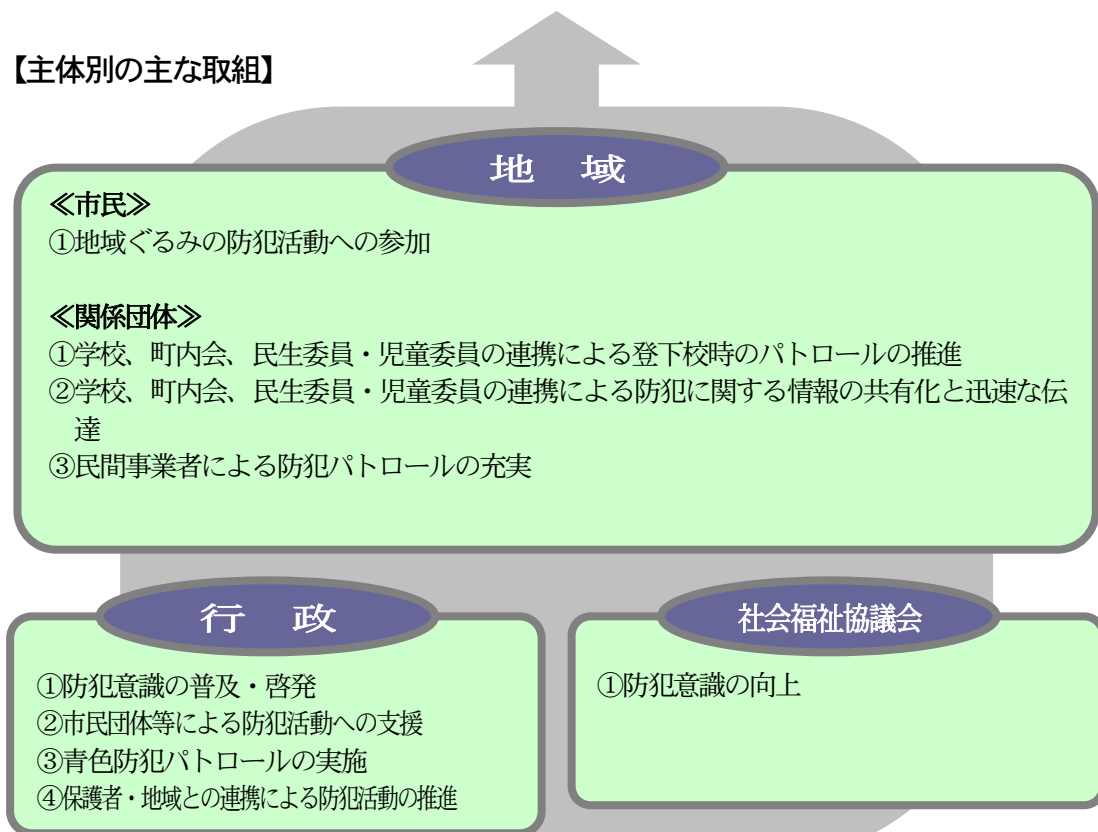 【主体別の主な取組】
地 域
≪市民≫
①地域ぐるみの防犯活動への参加
≪関係団体≫
①学校、町内会、民生委員・児童委員の連携による登下校時のパトロールの推進
②学校、町内会、民生委員・児童委員の連携による防犯に関する情報の共有化と迅速な伝
達
③民間事業者による防犯パトロールの充実
行 政
①防犯意識の普及・啓発
②市民団体等による防犯活動への支援
③青色防犯パトロールの実施
④保護者・地域との連携による防犯活動の推進
社会福祉協議会
①防犯意識の向上